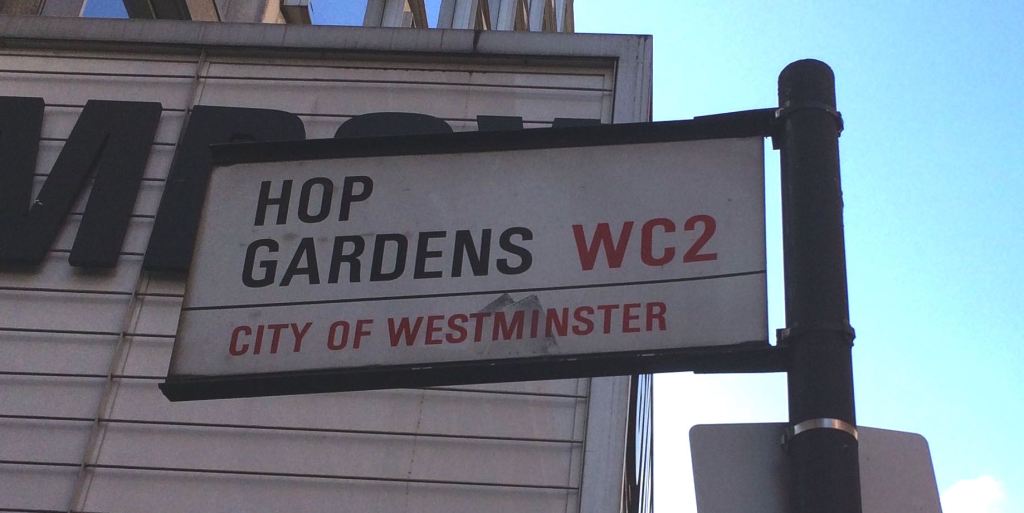 HOP
GARDENS WC2
CITY OF WESTMINSTER